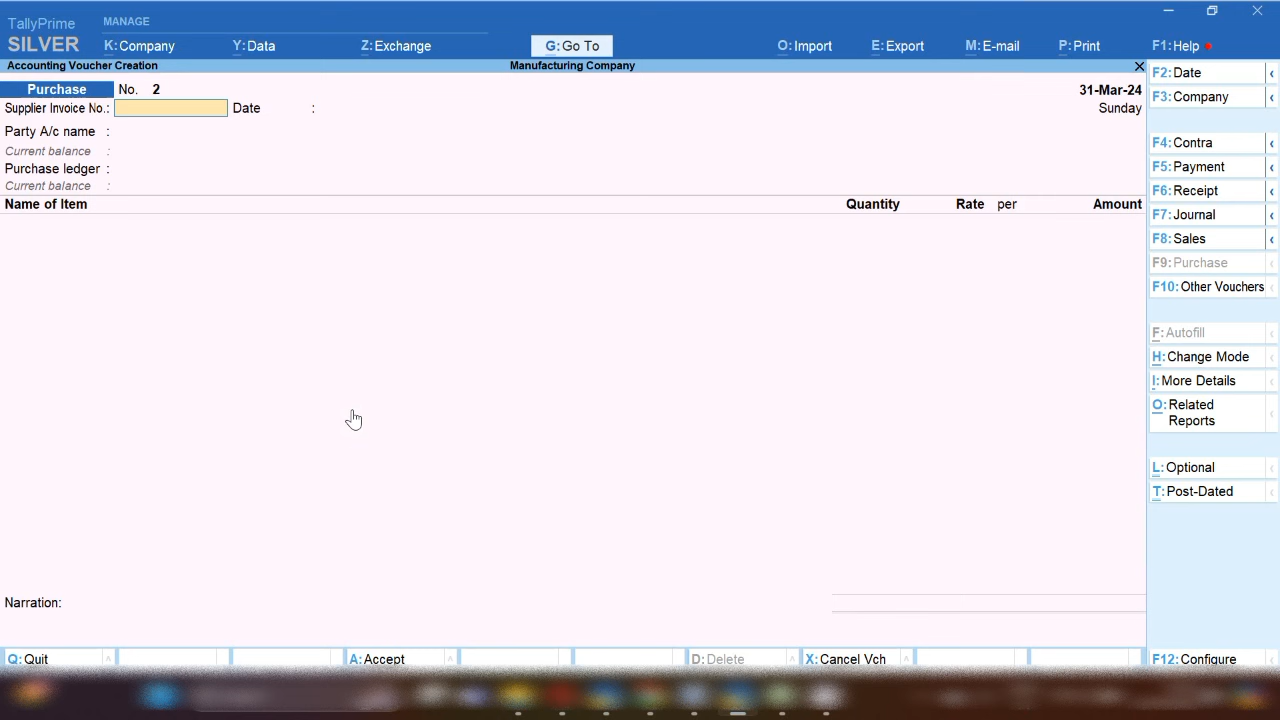 TallyPrime
MANAGE
SILVER
K:Company
Y:Data
Z:Exchange
G:Go To
O:Import
E:Export
M:E-mail
P:Print
F1:Help
Accounting Voucher Creation
Manufacturing Company
Purchase No. 2
31-Mar-24
Supplier Invoice No.:
Date :
Sunday
Party A/c name :
Current balance :
Purchase ledger :
Current balance :
Name of Item
Quantity
Rate per
Amount
Narration:
F2:Date
F3:Company
F4:Contra
F5:Payment
F6:Receipt
F7:Journal
F8:Sales
F9:Purchase
F10:Other Vouchers
F:Autofill
H:Change Mode
I:More Details
O:Related
Reports
L:Optional
T:Post-Dated
Q:Quit
A:Accept
D:Delete
X:Cancel Vch
F12:Configure